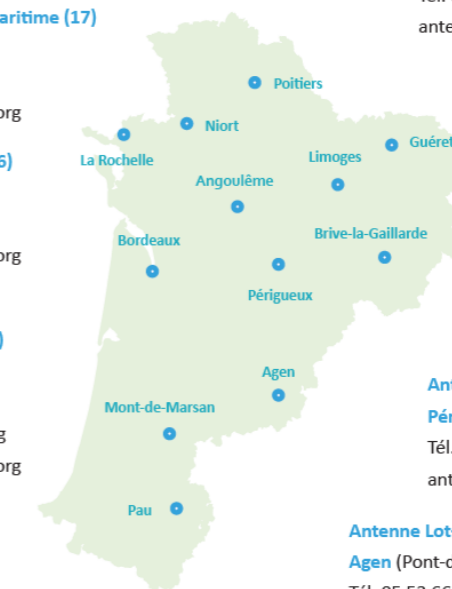 aritime (17)
Tél.
ante
org
6)
org
)
g
org
Poitiers
Niort
La Rochelle
Guéret
Limoges
Angoulême
Bordeaux
Brive-la-Gaillarde
Périgueux
Agen
Mont-de-Marsan
Pau
Ant
Pér
Tél.
ant
Antenne Lot-
Agen (Pont-d